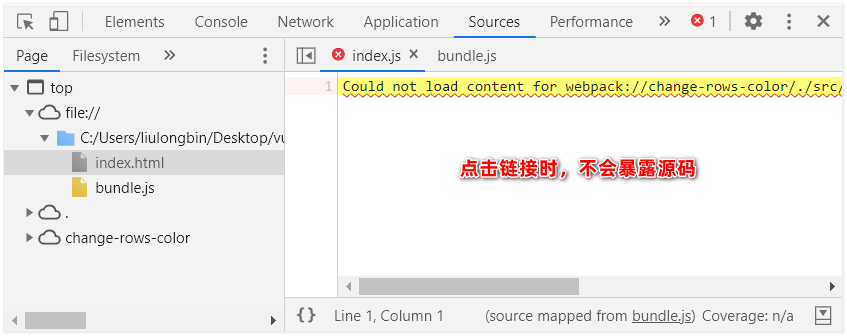 Elements Console Network Application Sources Performance » 1
Page Filesystem » index.js bundle.js
top
file://
C:/Users/liulongbin/Desktop/vu
index.html
bundle.js
.
change-rows-color
1 Could not load content for webpack://change-rows-color/./src/
点击链接时，不会暴露源码
{} Line 1, Column 1 (source mapped from bundle.js) Coverage: n/a